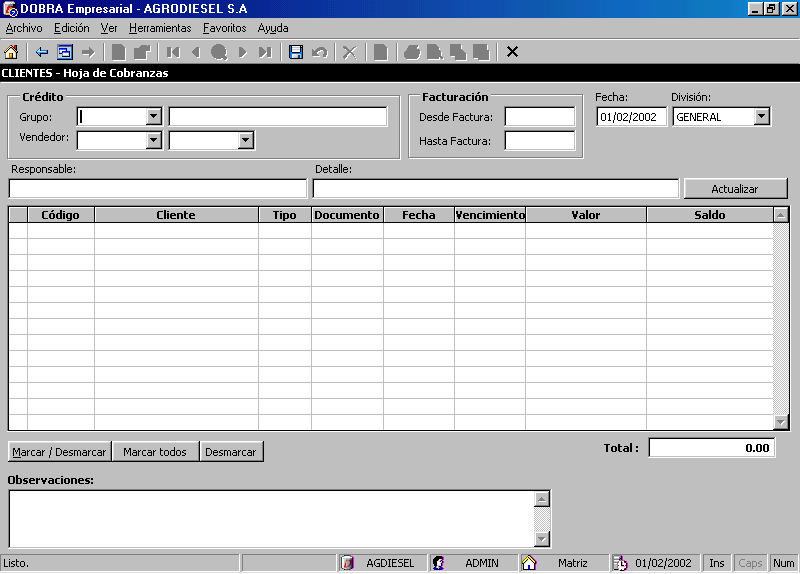 DOBRA Empresarial - AGRODIESEL S.A
Archivo Edición Ver Herramientas Favoritos Ayuda
CLIENTES - Hoja de Cobranzas
Crédito Facturación Fecha: División:
Grupo: Desde Factura: 01/02/2002 GENERAL
Vendedor: Hasta Factura:
Responsable: Detalle:
Actualizar
Código Cliente Tipo Documento Fecha Vencimiento Valor Saldo
Marcar / Desmarcar Marcar todos Desmarcar Total : 0.00
Observaciones:
Listo. AGDIESEL ADMIN Matriz 01/02/2002 Ins Caps Num